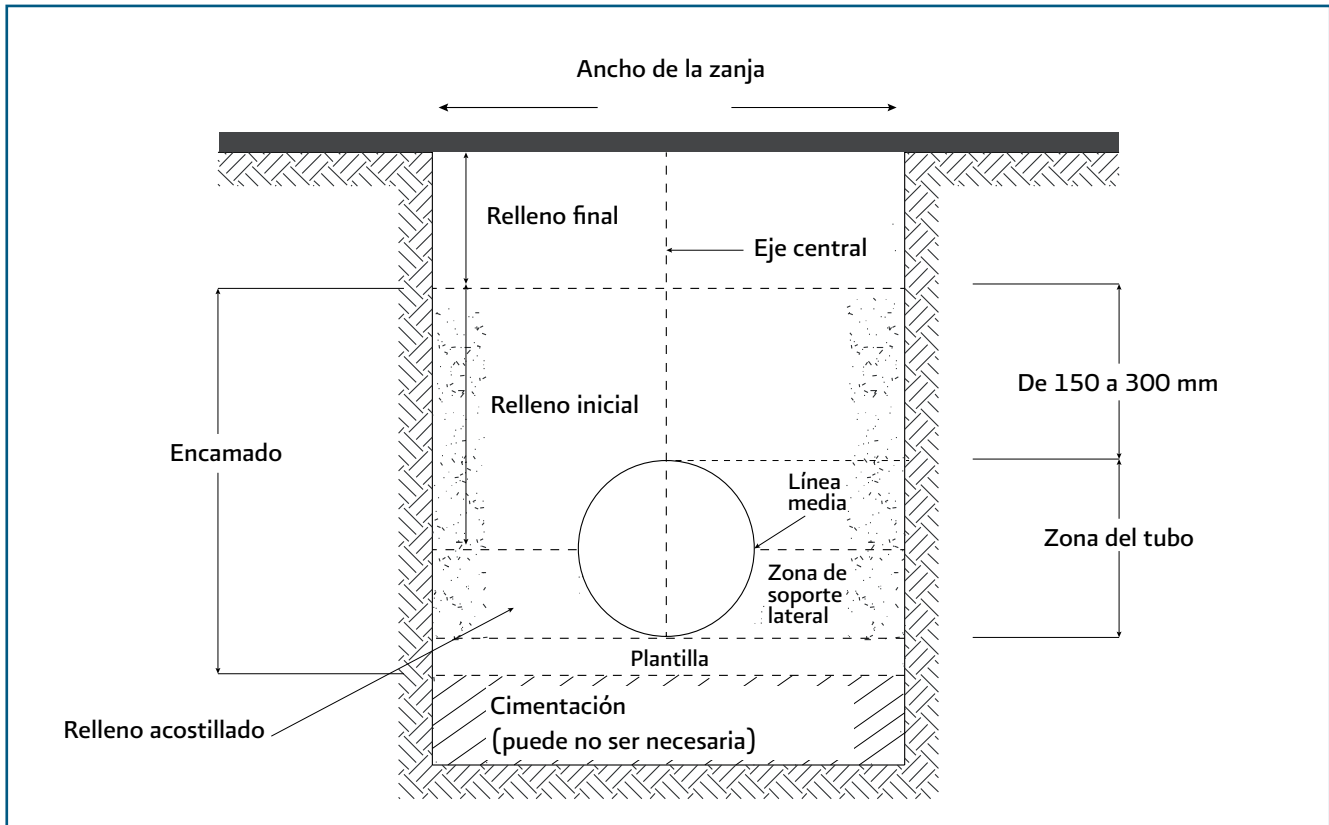 Ancho de la zanja
Relleno final
Eje central
Relleno inicial
De 150 a 300 mm
Encamado
Línea
media
Zona del tubo
Zona de
soporte
lateral
Plantilla
Cimentación
(puede no ser necesaria)
Relleno acostillado